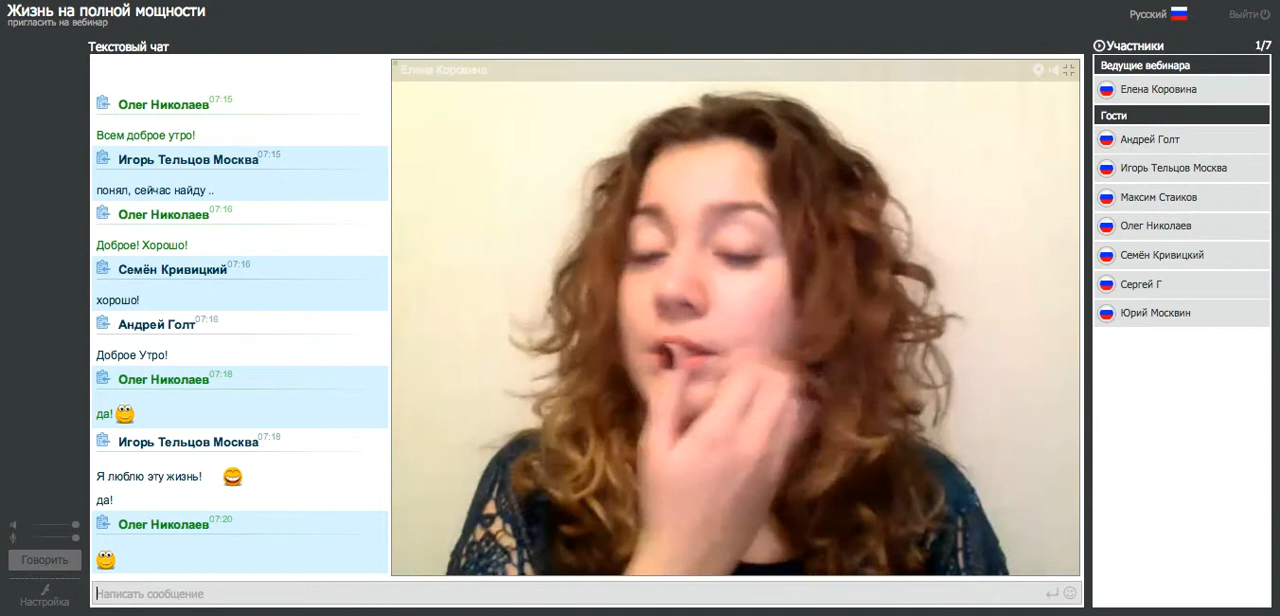 Жизнь на полной мощности
пригласить на вебинар
Русский
Выйти
Текстовый чат
Олег Николаев 07:15
Всем доброе утро!
Игорь Тельцов Москва 07:15
понял, сейчас найду ..
Олег Николаев 07:16
Доброе! Хорошо!
Семён Кривицкий 07:16
хорошо!
Андрей Голт 07:16
Доброе Утро!
Олег Николаев 07:18
да!
Игорь Тельцов Москва 07:18
Я люблю эту жизнь!
да!
Олег Николаев 07:20
Написать сообщение
Говорить
Настройка
Елена Коровина
Участники 1/7
Ведущие вебинара
Елена Коровина
Гости
Андрей Голт
Игорь Тельцов Москва
Максим Стаиков
Олег Николаев
Семён Кривицкий
Сергей Г
Юрий Москвин